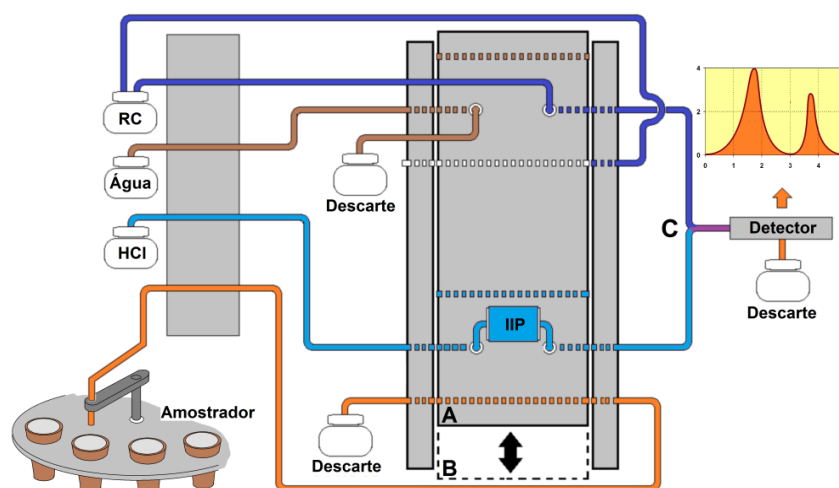 RC
Água
HCl
Descarte
IIP
Amostrador
Descarte
A
B
C
Detector
Descarte
4
2
0
0
1
2
3
4